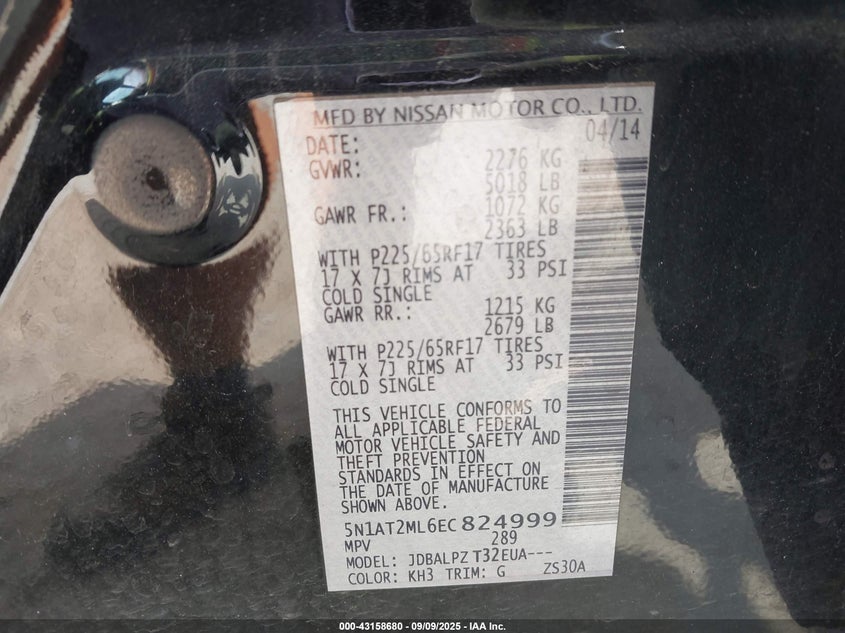 MFD BY NISSAN MOTOR CO., LTD.
DATE: 04/14
GVWR: 2276 KG
5018 LB
GAWR FR.: 1072 KG
2363 LB
WITH P225/65RF17 TIRES
17 X 7J RIMS AT 33 PSI
COLD SINGLE
GAWR RR.: 1215 KG
2679 LB
WITH P225/65RF17 TIRES
17 X 7J RIMS AT 33 PSI
COLD SINGLE
THIS VEHICLE CONFORMS TO
ALL APPLICABLE FEDERAL
MOTOR VEHICLE SAFETY AND
THEFT PREVENTION
STANDARDS IN EFFECT ON
THE DATE OF MANUFACTURE
SHOWN ABOVE.
5N1AT2ML6EC824999
MPV 289
MODEL: JDBALPZ T32EUA---
COLOR: KH3 TRIM: G ZS30A
000-43158680 - 09/09/2025 - IAA Inc.